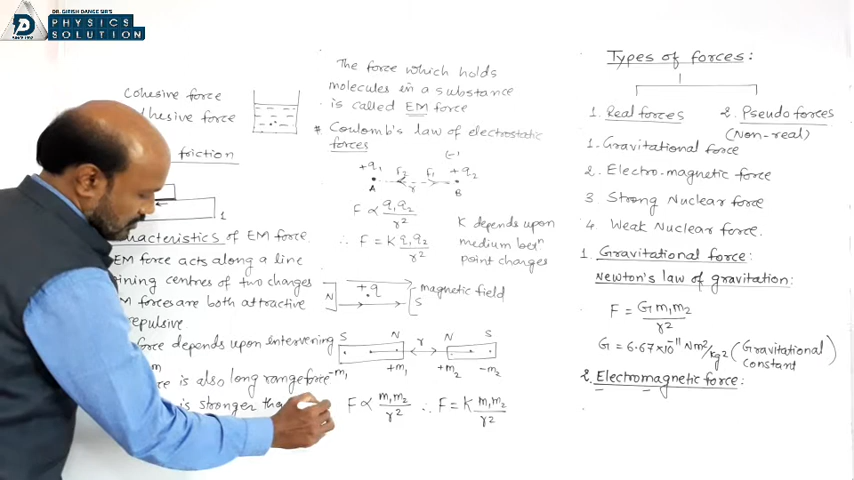 DR. GIRISH DANGE SIR'S
PHYSICS
SOLUTION
Cohesive force
dhesive force
friction
1
haracteristics of EM force.
EM force acts along a line
ining centres of two charges
M forces are both attractive
repulsive
force depends upon intervening
m
ce is also long range force
is stronger tha
The force which holds
molecules in a substance
is called EM force
* Coulomb's law of electrostatic
forces
(-)
+q₁ F₂ F₁ +q₂
A r B
F ∝ q₁q₂/r²
∴ F = K q₁q₂/r²
K depends upon
medium betⁿ
point charges
N +q S magnetic field
S N r N S
-m₁ +m₁ +m₂ -m₂
F ∝ m₁m₂/r² ∴ F = K m₁m₂/r²
Types of forces:
1. Real forces 2. Pseudo forces
(Non-real)
1. Gravitational force
2. Electro-magnetic force
3 Strong Nuclear force
4. Weak Nuclear force.
1. Gravitational force:
Newton's law of gravitation:
F = G m₁m₂/r²
G = 6.67×10⁻¹¹ Nm²/kg² (Gravitational
constant)
2. Electromagnetic force: